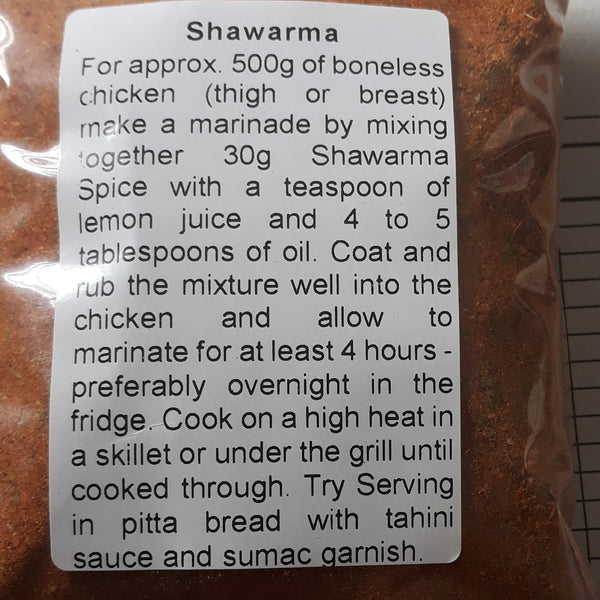 Shawarma
For approx. 500g of boneless
chicken (thigh or breast)
make a marinade by mixing
together 30g Shawarma
Spice with a teaspoon of
lemon juice and 4 to 5
tablespoons of oil. Coat and
rub the mixture well into the
chicken and allow to
marinate for at least 4 hours -
preferably overnight in the
fridge. Cook on a high heat in
a skillet or under the grill until
cooked through. Try Serving
in pitta bread with tahini
sauce and sumac garnish.